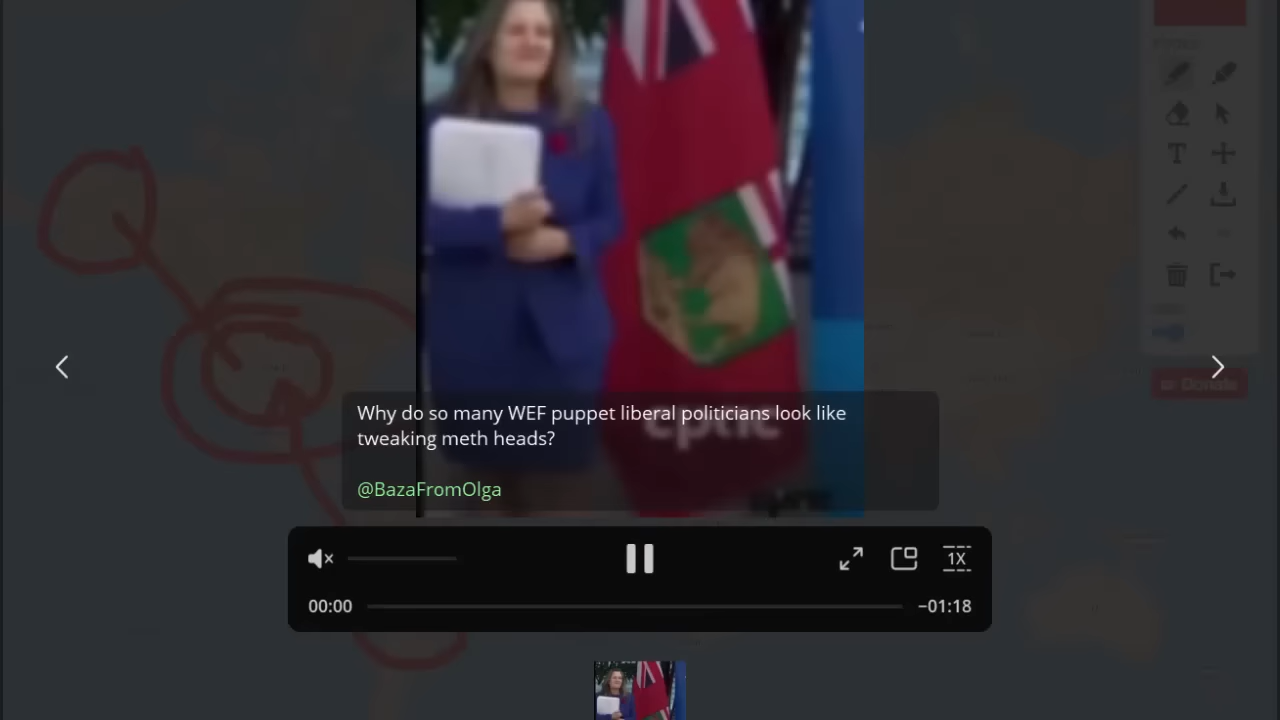 Why do so many WEF puppet liberal politicians look like
tweaking meth heads?
@BazaFromOlga
1X
00:00
−01:18
Donate